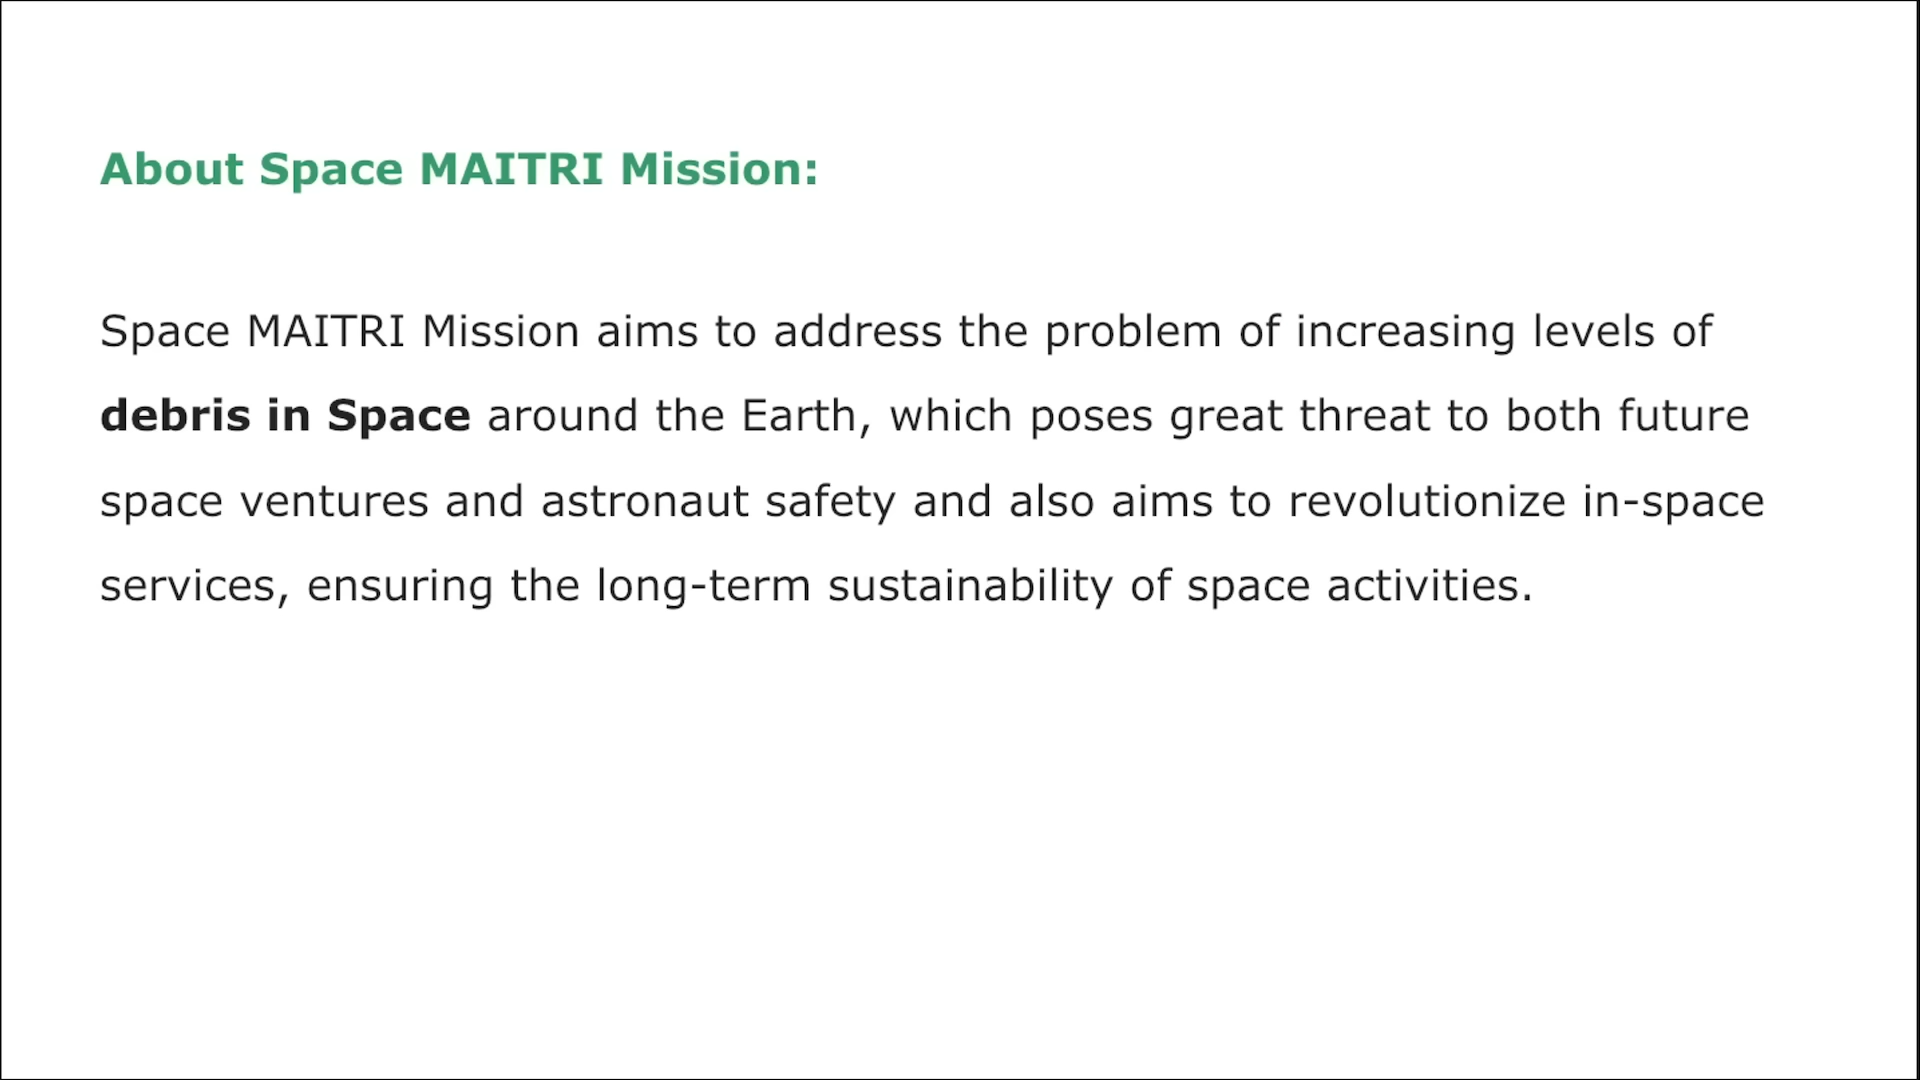 About Space MAITRI Mission:
Space MAITRI Mission aims to address the problem of increasing levels of
debris in Space around the Earth, which poses great threat to both future
space ventures and astronaut safety and also aims to revolutionize in-space
services, ensuring the long-term sustainability of space activities.